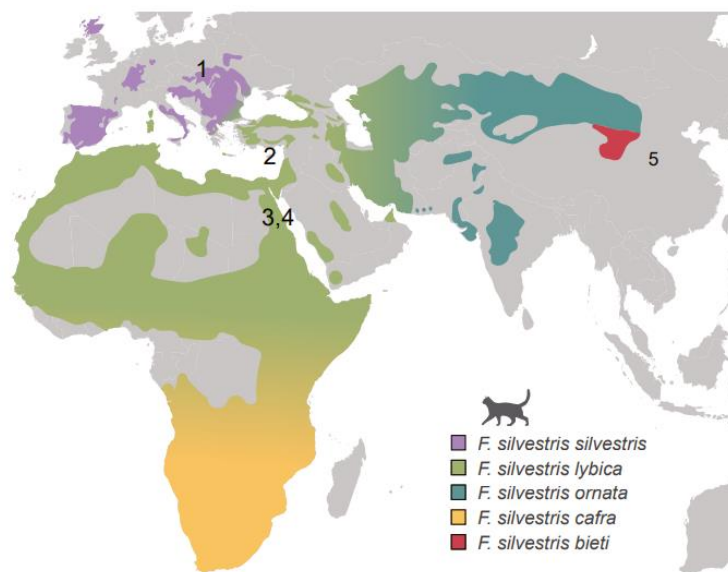 1
2
3,4
5
F. silvestris silvestris
F. silvestris lybica
F. silvestris ornata
F. silvestris cafra
F. silvestris bieti